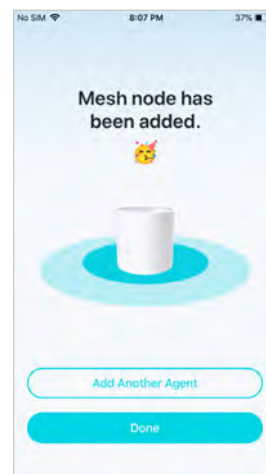 No SIM 8:07 PM 37%
Mesh node has
been added.
🥳
Add Another Agent
Done